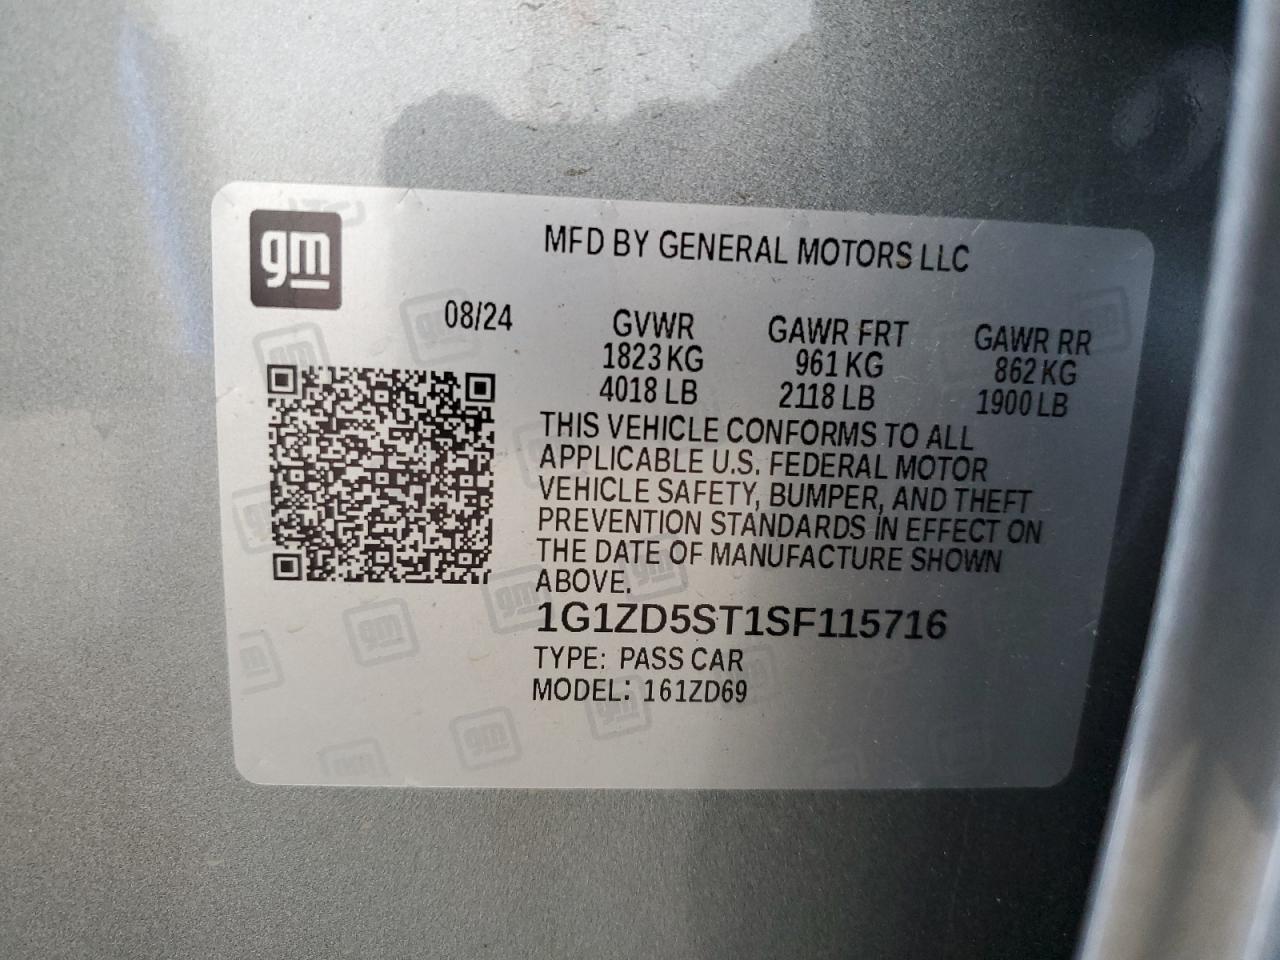 gm
MFD BY GENERAL MOTORS LLC
08/24
GVWR GAWR FRT GAWR RR
1823 KG 961 KG 862 KG
4018 LB 2118 LB 1900 LB
THIS VEHICLE CONFORMS TO ALL
APPLICABLE U.S. FEDERAL MOTOR
VEHICLE SAFETY, BUMPER, AND THEFT
PREVENTION STANDARDS IN EFFECT ON
THE DATE OF MANUFACTURE SHOWN
ABOVE.
1G1ZD5ST1SF115716
TYPE: PASS CAR
MODEL: 161ZD69